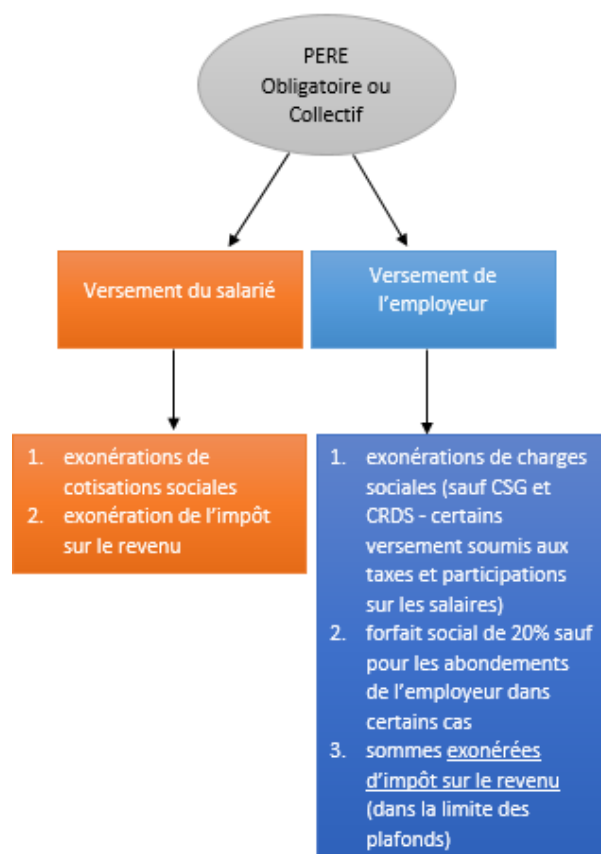 PERE
Obligatoire ou
Collectif
Versement du salarié
Versement de
l'employeur
1. exonérations de
cotisations sociales
2. exonération de l'impôt
sur le revenu
1. exonérations de charges
sociales (sauf CSG et
CRDS - certains
versement soumis aux
taxes et participations
sur les salaires)
2. forfait social de 20% sauf
pour les abondements
de l'employeur dans
certains cas
3. sommes exonérées
d'impôt sur le revenu
(dans la limite des
plafonds)